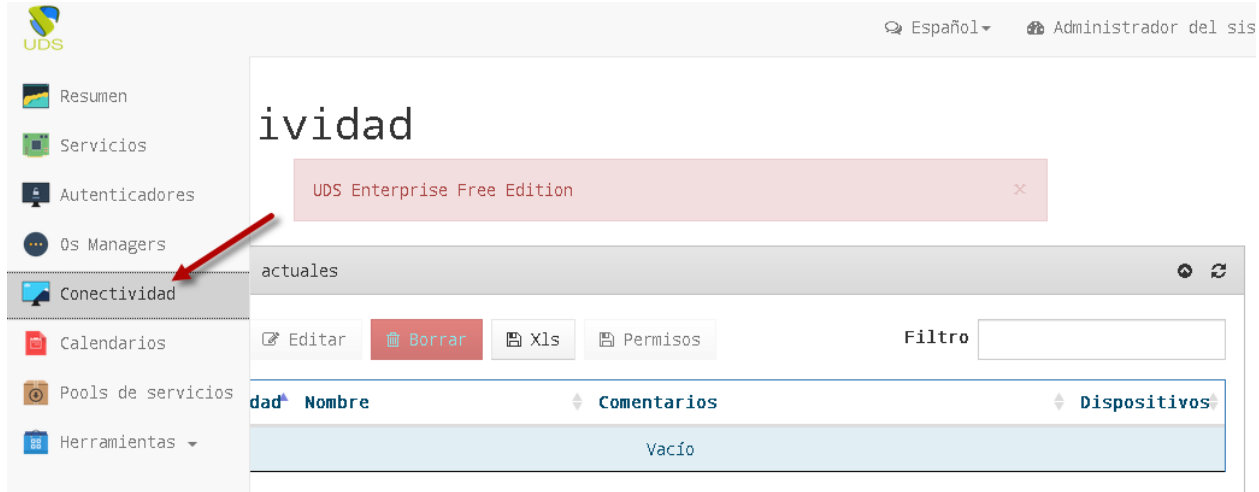 UDS
Español
Administrador del sis
Resumen
Servicios
Autenticadores
Os Managers
Conectividad
Calendarios
Pools de servicios
Herramientas
ividad
UDS Enterprise Free Edition
×
actuales
Editar
Borrar
Xls
Permisos
Filtro
dad Nombre Comentarios Dispositivos
Vacío